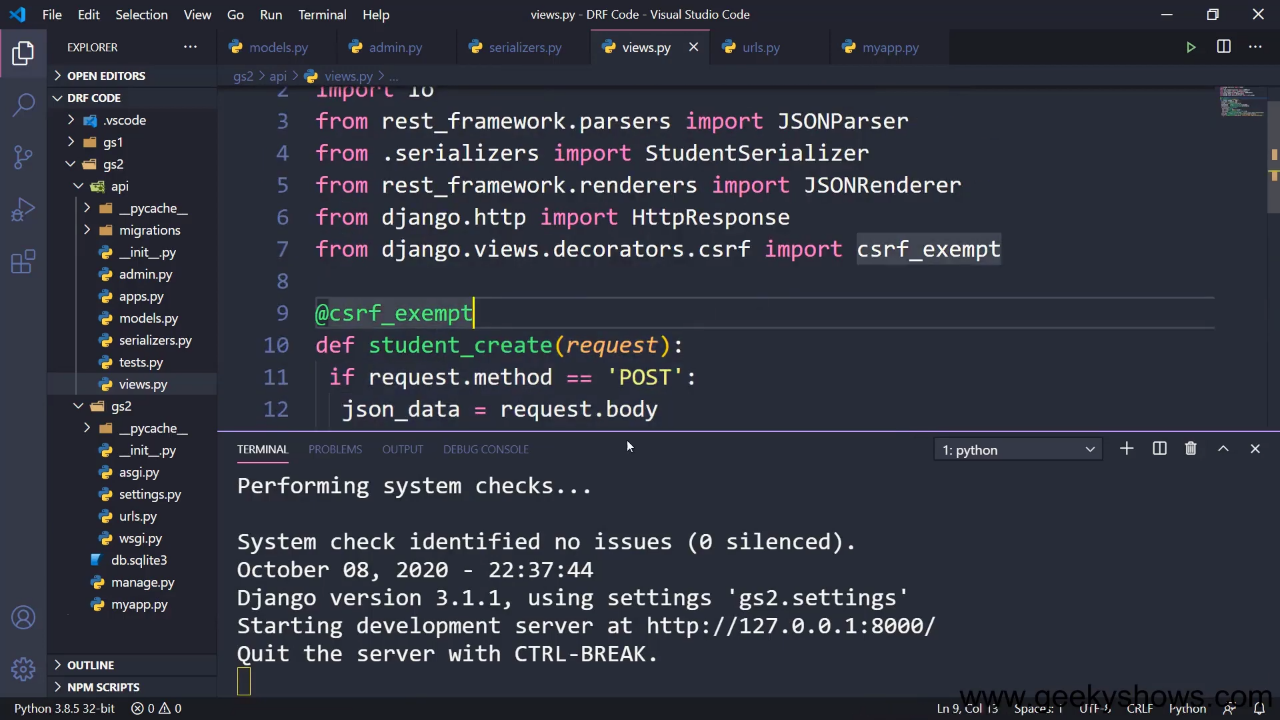 File Edit Selection View Go Run Terminal Help views.py - DRF Code - Visual Studio Code
EXPLORER
OPEN EDITORS
DRF CODE
.vscode
gs1
gs2
api
__pycache__
migrations
__init__.py
admin.py
apps.py
models.py
serializers.py
tests.py
views.py
gs2
__pycache__
__init__.py
asgi.py
settings.py
urls.py
wsgi.py
db.sqlite3
manage.py
myapp.py
OUTLINE
NPM SCRIPTS
models.py admin.py serializers.py views.py urls.py myapp.py
gs2 > api > views.py > ...
2 import io
3 from rest_framework.parsers import JSONParser
4 from .serializers import StudentSerializer
5 from rest_framework.renderers import JSONRenderer
6 from django.http import HttpResponse
7 from django.views.decorators.csrf import csrf_exempt
8
9 @csrf_exempt
10 def student_create(request):
11 if request.method == 'POST':
12 json_data = request.body
TERMINAL PROBLEMS OUTPUT DEBUG CONSOLE 1: python
Performing system checks...
System check identified no issues (0 silenced).
October 08, 2020 - 22:37:44
Django version 3.1.1, using settings 'gs2.settings'
Starting development server at http://127.0.0.1:8000/
Quit the server with CTRL-BREAK.
www.geekyshows.com
Python 3.8.5 32-bit 0 0 Ln 9, Col 13 Spaces: 1 UTF-8 CRLF Python